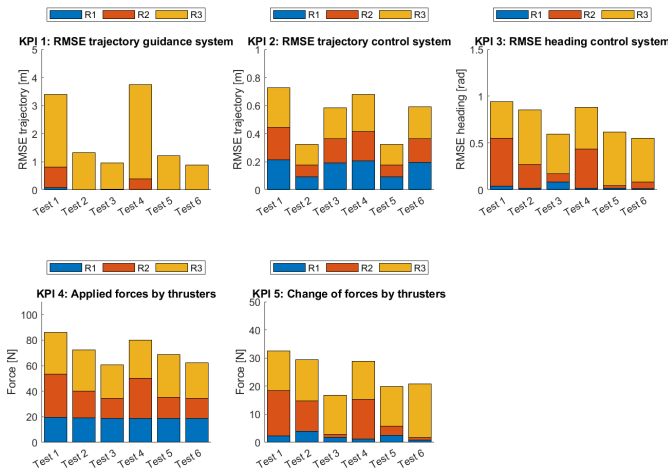 R1 R2 R3
KPI 1: RMSE trajectory guidance system
RMSE trajectory [m]
5
4
3
2
1
0
Test 1 Test 2 Test 3 Test 4 Test 5 Test 6
R1 R2 R3
KPI 2: RMSE trajectory control system
RMSE trajectory [m]
1
0.8
0.6
0.4
0.2
0
Test 1 Test 2 Test 3 Test 4 Test 5 Test 6
R1 R2 R3
KPI 3: RMSE heading control system
RMSE heading [rad]
1.5
1
0.5
0
Test 1 Test 2 Test 3 Test 4 Test 5 Test 6
R1 R2 R3
KPI 4: Applied forces by thrusters
Force [N]
100
80
60
40
20
0
Test 1 Test 2 Test 3 Test 4 Test 5 Test 6
R1 R2 R3
KPI 5: Change of forces by thrusters
Force [N]
50
40
30
20
10
0
Test 1 Test 2 Test 3 Test 4 Test 5 Test 6